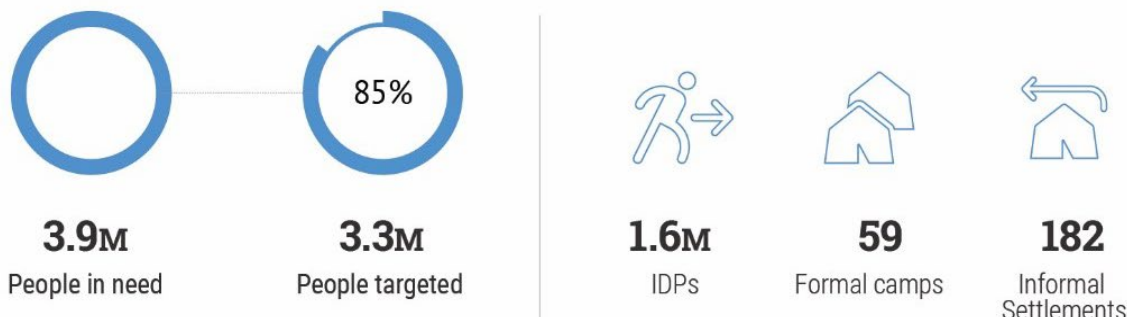 85%
3.9M
People in need
3.3M
People targeted
1.6M
IDPs
59
Formal camps
182
Informal
Settlements